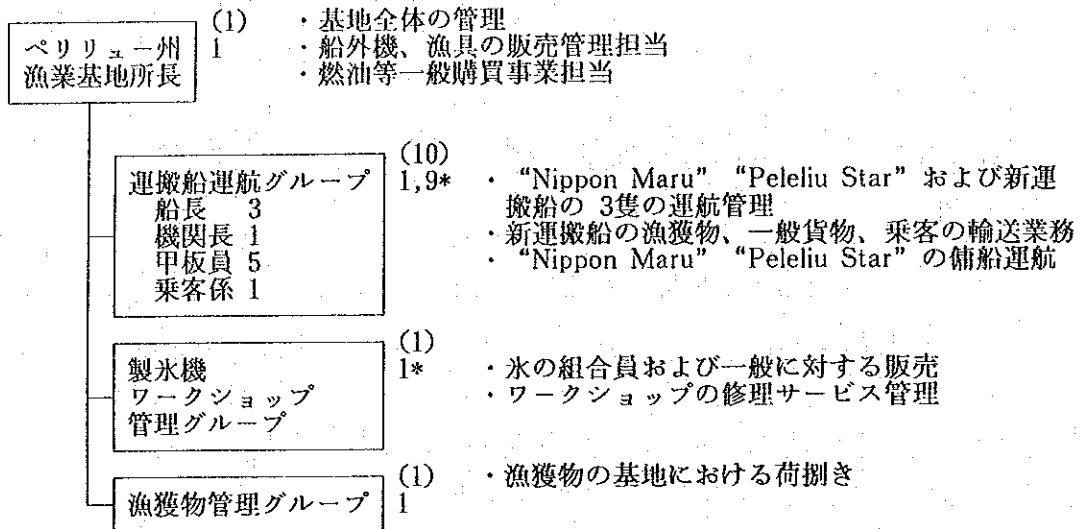 (1) ・基地全体の管理
ペリリュー州 1 ・船外機、漁具の販売管理担当
漁業基地所長 ・燃油等一般購買事業担当
(10)
運搬船運航グループ 1,9* ・“Nippon Maru” “Peleliu Star” および新運
船長 3 搬船の 3隻の運航管理
機関長 1 ・新運搬船の漁獲物、一般貨物、乗客の輸送業務
甲板員 5 ・“Nippon Maru” “Peleliu Star” の傭船運航
乗客係 1
(1)
製氷機 1* ・氷の組合員および一般に対する販売
ワークショップ ・ワークショップの修理サービス管理
管理グループ
(1) ・漁獲物の基地における荷捌き
漁獲物管理グループ 1